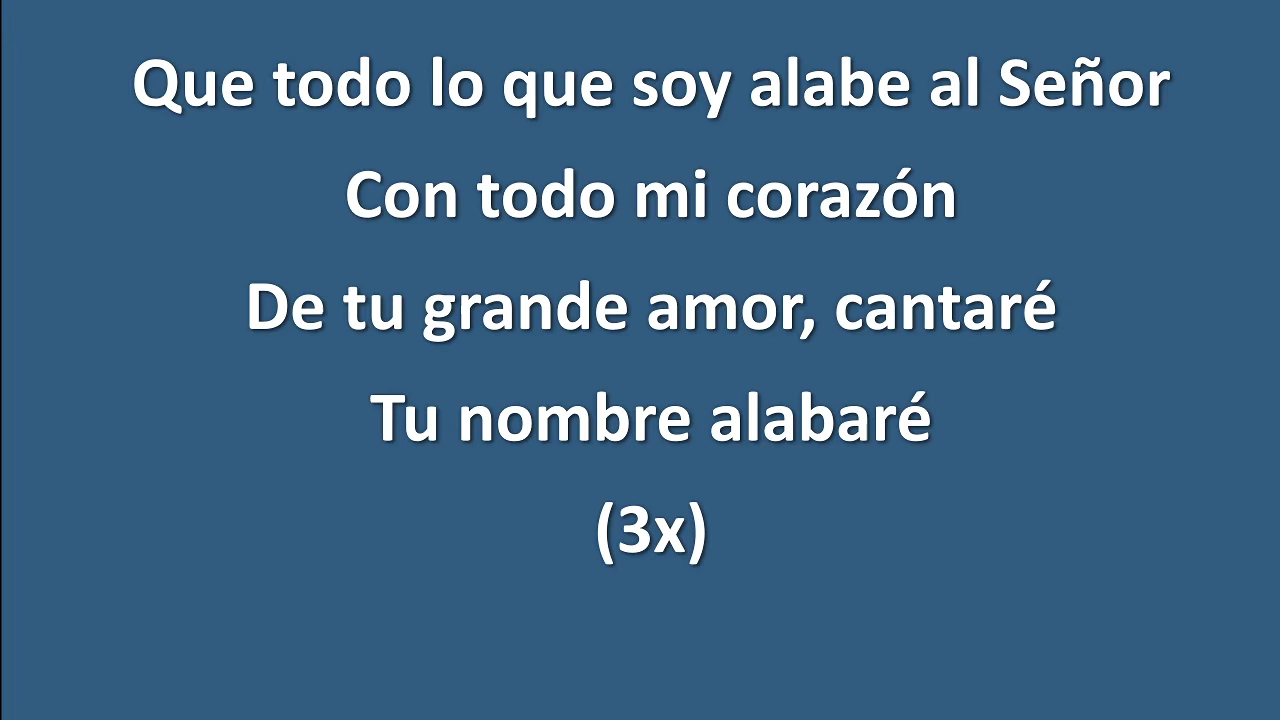 Que todo lo que soy alabe al Señor
Con todo mi corazón
De tu grande amor, cantaré
Tu nombre alabaré
(3x)